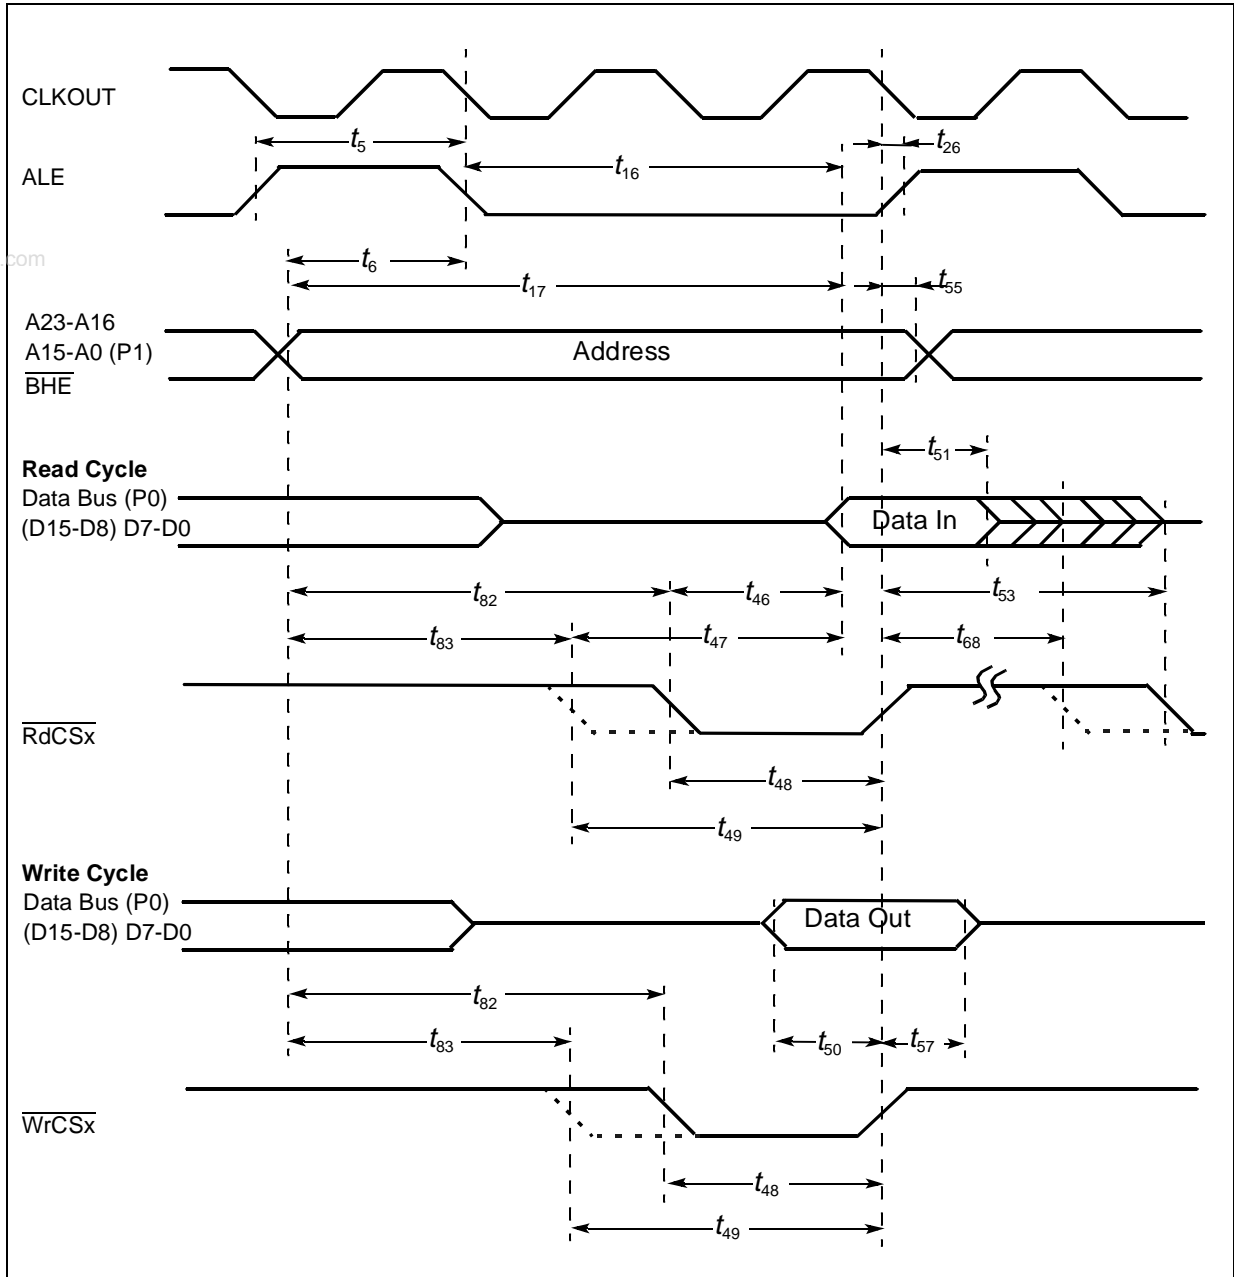 CLKOUT
t5
t26
ALE
t16
.com
t6
t17
t55
A23-A16
A15-A0 (P1)
BHE
Address
t51
Read Cycle
Data Bus (P0)
(D15-D8) D7-D0
Data In
t82
t46
t53
t83
t47
t68
RdCSx
t48
t49
Write Cycle
Data Bus (P0)
(D15-D8) D7-D0
Data Out
t82
t83
t50
t57
WrCSx
t48
t49